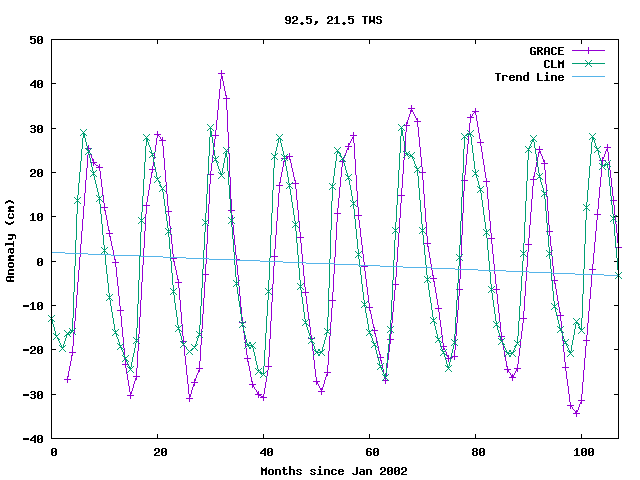 92.5, 21.5 TWS
GRACE
CLM
Trend Line
50
40
30
20
10
0
-10
-20
-30
-40
Anomaly (cm)
0 20 40 60 80 100
Months since Jan 2002